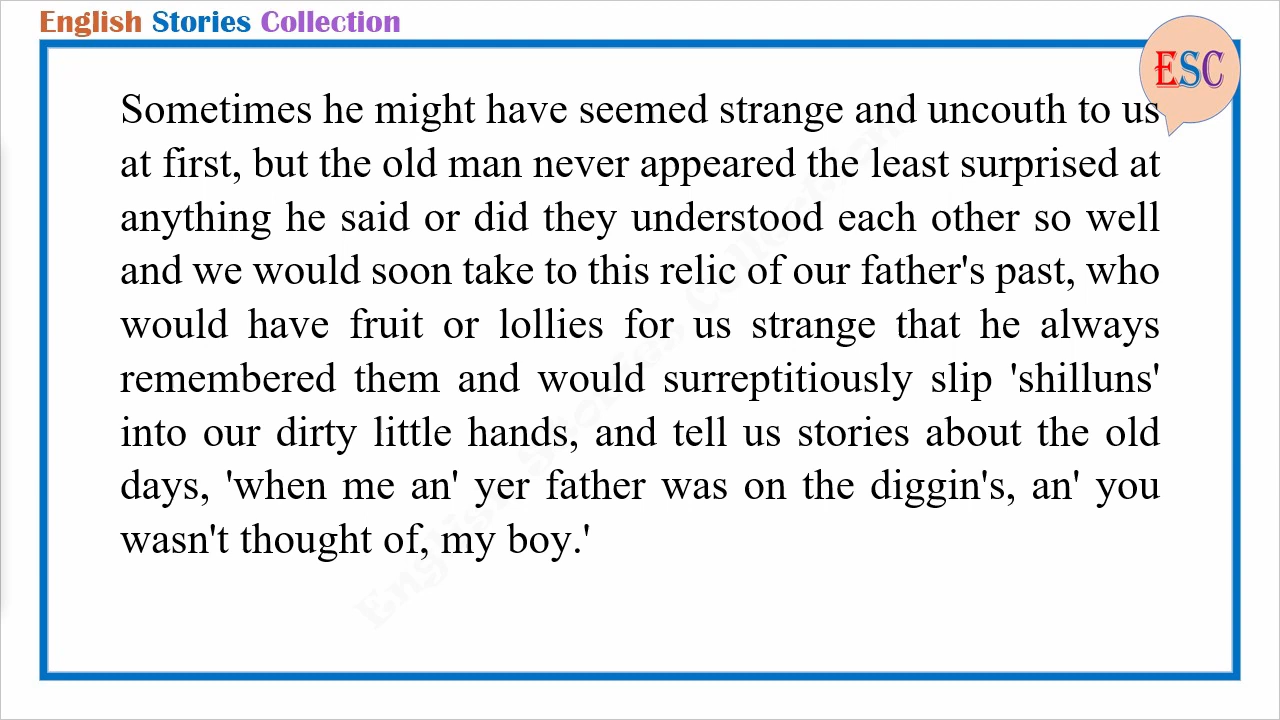 English Stories Collection
ESC
Sometimes he might have seemed strange and uncouth to us
at first, but the old man never appeared the least surprised at
anything he said or did they understood each other so well
and we would soon take to this relic of our father's past, who
would have fruit or lollies for us strange that he always
remembered them and would surreptitiously slip 'shilluns'
into our dirty little hands, and tell us stories about the old
days, 'when me an' yer father was on the diggin's, an' you
wasn't thought of, my boy.'
English Stories Collection